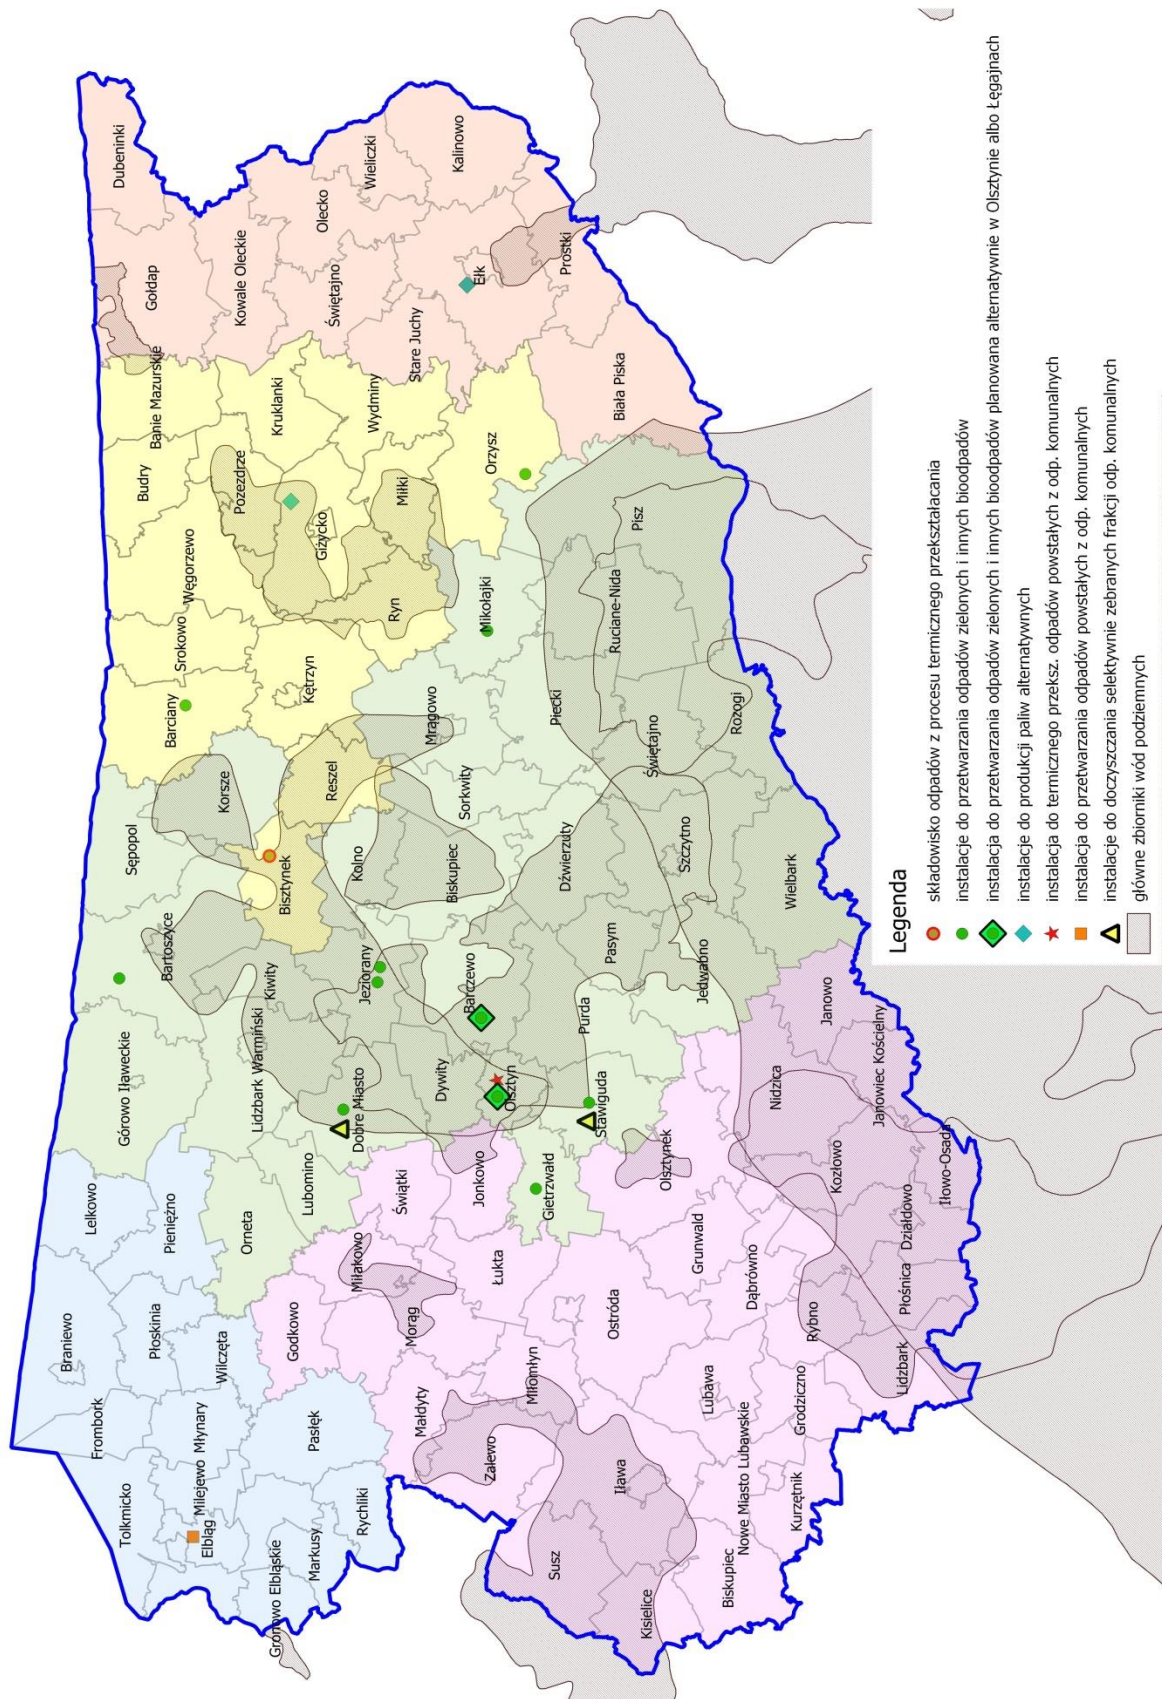 Tolkmicko
Frombork
Braniewo
Lelkowo
Górowo Iławeckie
Bartoszyce
Sępopol
Barciany
Srokowo
Węgorzewo
Budry
Banie Mazurskie
Gołdap
Dubeninki
Elbląg
Milejewo
Młynary
Płoskinia
Pieniężno
Wilczęta
Orneta
Lidzbark Warmiński
Kiwity
Bisztynek
Korsze
Kętrzyn
Pozezdrze
Kruklanki
Kowale Oleckie
Gronowo Elbląskie
Markusy
Rychliki
Pasłęk
Godkowo
Lubomino
Dobre Miasto
Jeziorany
Kolno
Reszel
Giżycko
Wydminy
Świętajno
Olecko
Wieliczki
Małdyty
Morąg
Miłakowo
Świątki
Dywity
Biskupiec
Sorkwity
Mrągowo
Ryn
Miłki
Stare Juchy
Kalinowo
Zalewo
Miłomłyn
Łukta
Jonkowo
Olsztyn
Barczewo
Mikołajki
Orzysz
Ełk
Susz
Iława
Ostróda
Gietrzwałd
Stawiguda
Purda
Pasym
Dźwierzuty
Piecki
Ruciane-Nida
Pisz
Biała Piska
Prostki
Kisielice
Biskupiec
Nowe Miasto Lubawskie
Lubawa
Grunwald
Olsztynek
Jedwabno
Szczytno
Świętajno
Rozogi
Kurzętnik
Grodziczno
Dąbrówno
Rybno
Kozłowo
Nidzica
Janowo
Wielbark
Lidzbark
Płośnica
Działdowo
Iłowo-Osada
Janowiec Kościelny
Legenda
składowisko odpadów z procesu termicznego przekształacania
instalacje do przetwarzania odpadów zielonych i innych bioodpadów
instalacja do przetwarzania odpadów zielonych i innych bioopadów planowana alternatywnie w Olsztynie albo Łęgajnach
instalacje do produkcji paliw alternatywnych
instalacja do termicznego przeksz. odpadów powstałych z odp. komunalnych
instalacja do przetwarzania odpadów powstałych z odp. komunalnych
instalacje do doczyszczania selektywnie zebranych frakcji odp. komunalnych
główne zbiorniki wód podziemnych